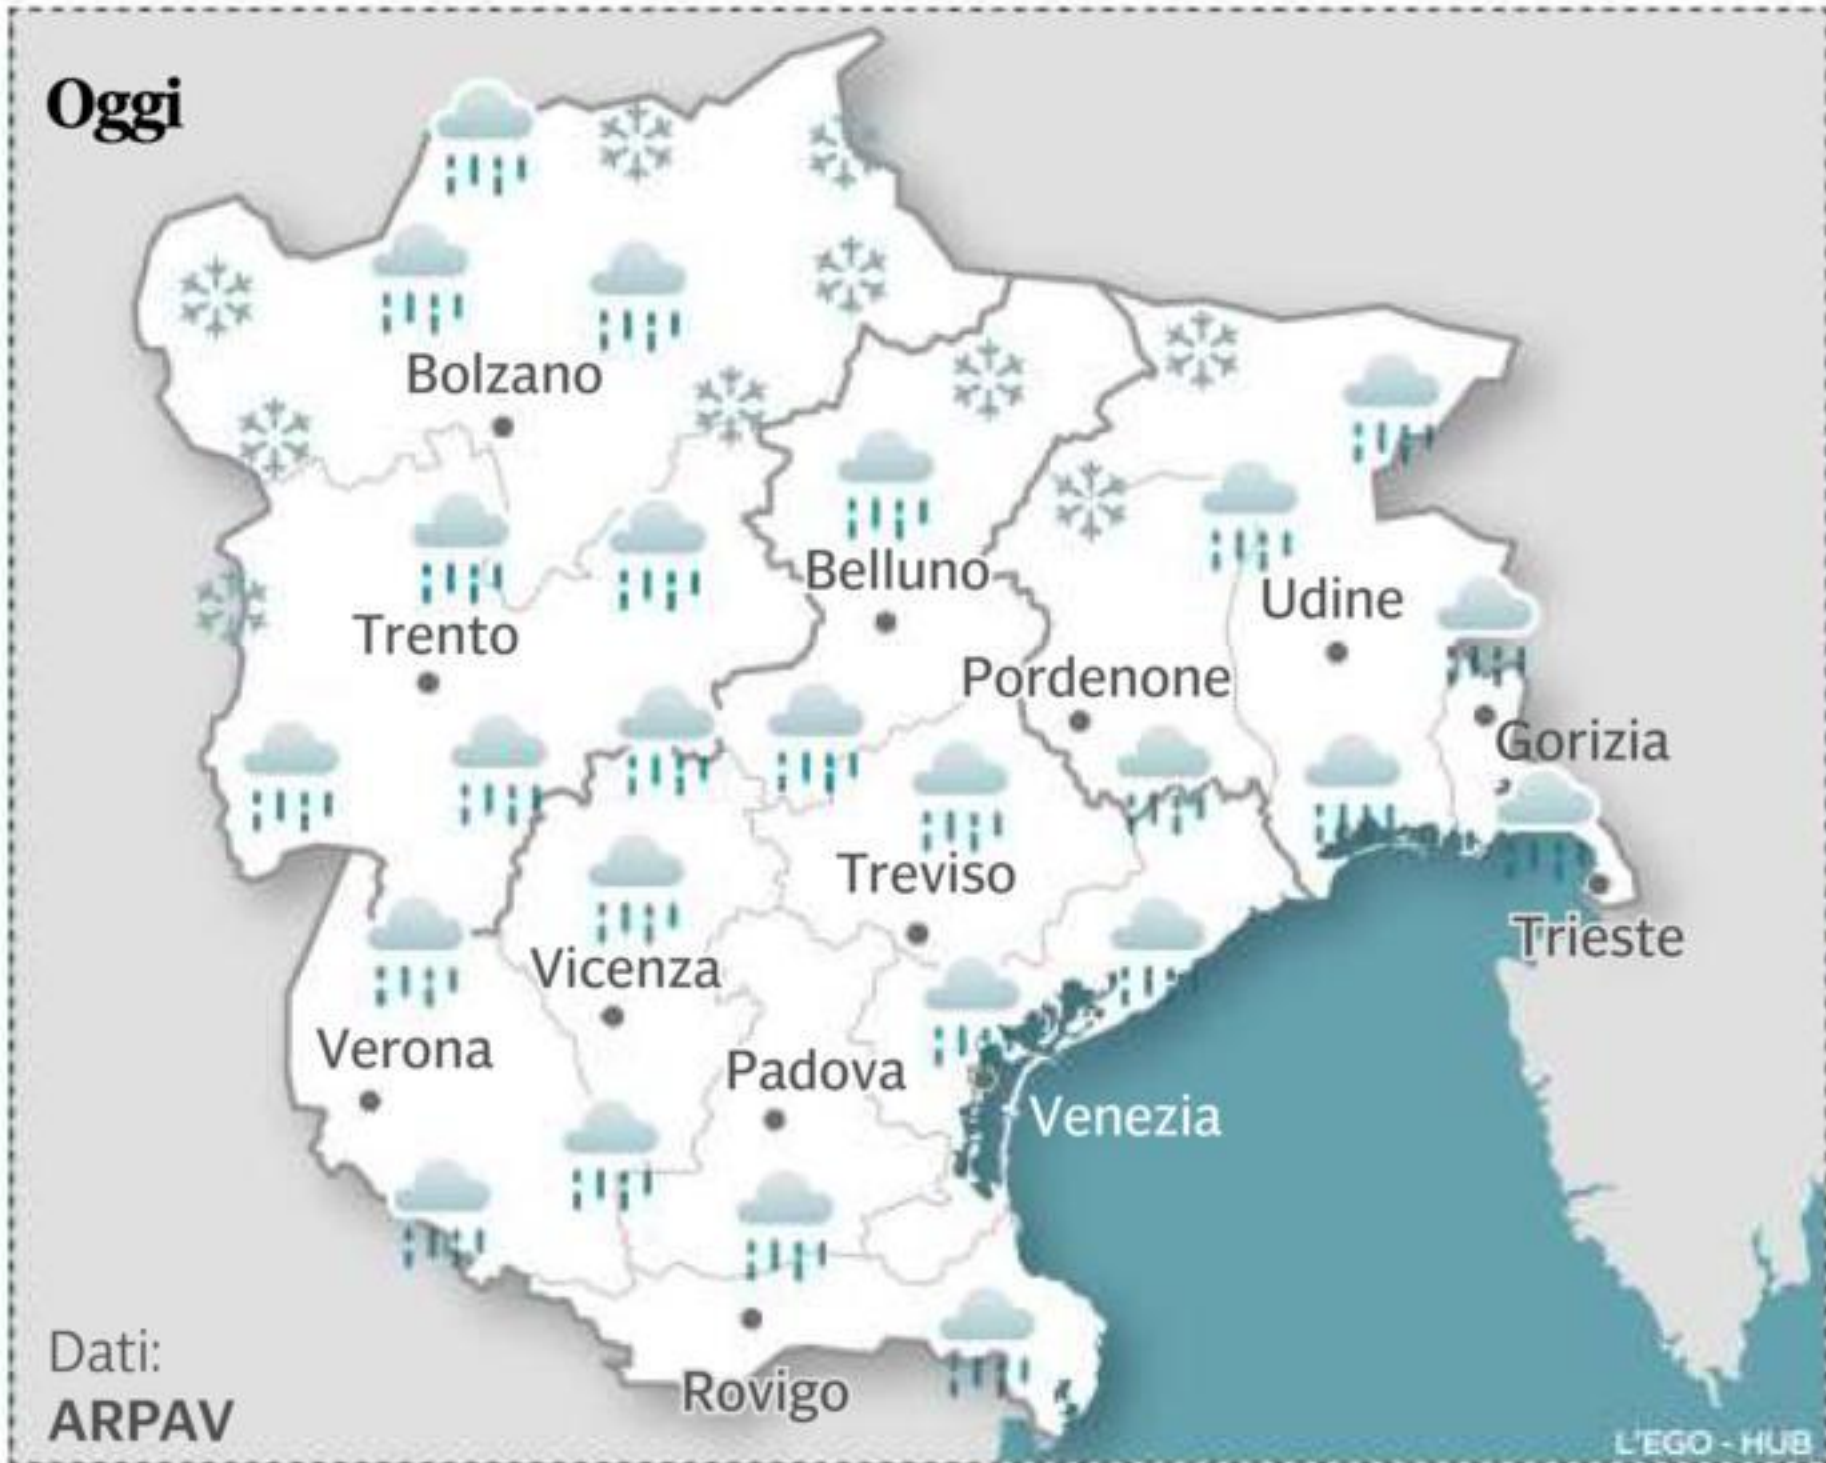 Oggi
Bolzano
Belluno
Udine
Trento
Pordenone
Gorizia
Treviso
Trieste
Vicenza
Verona
Padova
Venezia
Rovigo
Dati:
ARPAV
L'EGO - HUB